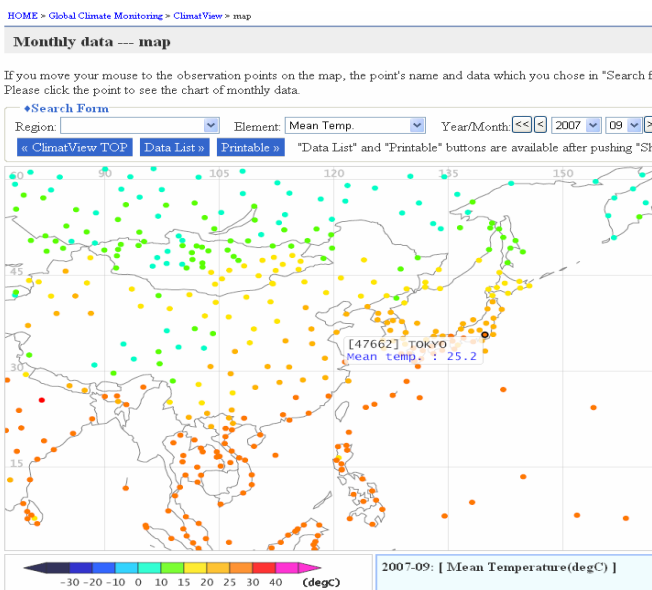 HOME > Global Climate Monitoring > ClimatView > map
Monthly data --- map
If you move your mouse to the observation points on the map, the point's name and data which you chose in "Search f
Please click the point to see the chart of monthly data.
◆Search Form
Region: Element: Mean Temp. Year/Month: << < 2007 09 >
« ClimatView TOP Data List » Printable » "Data List" and "Printable" buttons are available after pushing "Sh
60 90 105 120 135 150
45
[47662] TOKYO
Mean temp. : 25.2
30
15
-30 -20 -10 0 10 15 20 25 30 40 (degC)
2007-09: [ Mean Temperature(degC) ]